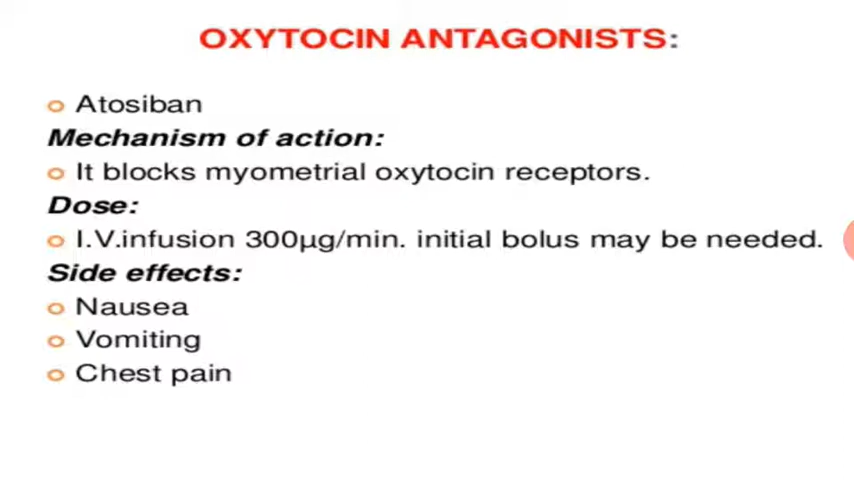 OXYTOCIN ANTAGONISTS:
Atosiban
Mechanism of action:
It blocks myometrial oxytocin receptors.
Dose:
I.V.infusion 300µg/min. initial bolus may be needed.
Side effects:
Nausea
Vomiting
Chest pain